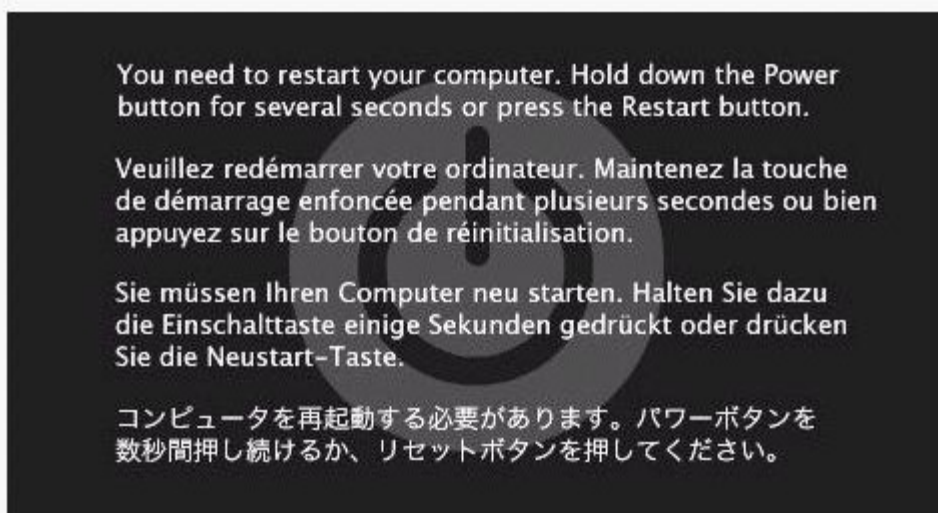 You need to restart your computer. Hold down the Power
button for several seconds or press the Restart button.
Veuillez redémarrer votre ordinateur. Maintenez la touche
de démarrage enfoncée pendant plusieurs secondes ou bien
appuyez sur le bouton de réinitialisation.
Sie müssen Ihren Computer neu starten. Halten Sie dazu
die Einschalttaste einige Sekunden gedrückt oder drücken
Sie die Neustart-Taste.
コンピュータを再起動する必要があります。パワーボタンを
数秒間押し続けるか、リセットボタンを押してください。